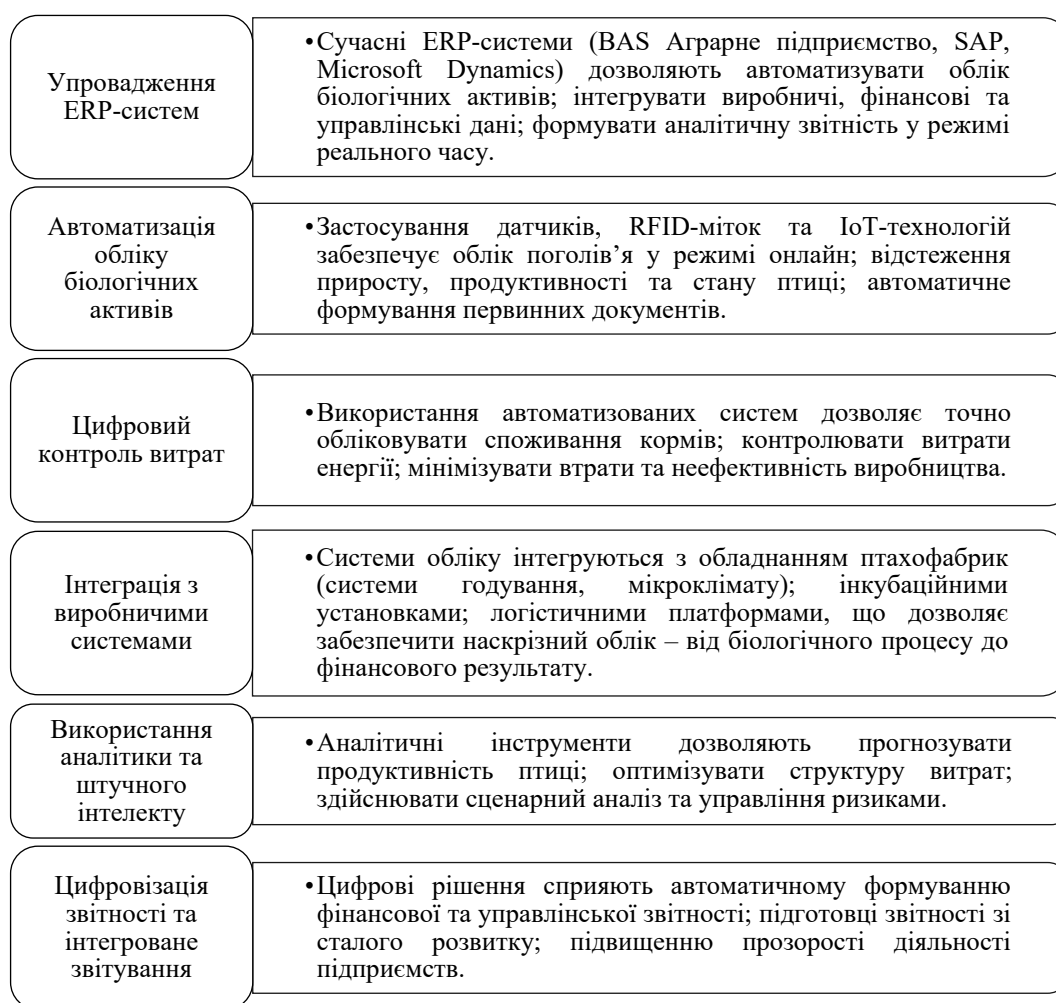 Упровадження
ERP-систем
•Сучасні ERP-системи (BAS Аграрне підприємство, SAP,
Microsoft Dynamics) дозволяють автоматизувати облік
біологічних активів; інтегрувати виробничі, фінансові та
управлінські дані; формувати аналітичну звітність у режимі
реального часу.
Автоматизація
обліку
біологічних
активів
•Застосування датчиків, RFID-міток та IoT-технологій
забезпечує облік поголів’я у режимі онлайн; відстеження
приросту, продуктивності та стану птиці; автоматичне
формування первинних документів.
Цифровий
контроль витрат
•Використання автоматизованих систем дозволяє точно
обліковувати споживання кормів; контролювати витрати
енергії; мінімізувати втрати та неефективність виробництва.
Інтеграція з
виробничими
системами
•Системи обліку інтегруються з обладнанням птахофабрик
(системи годування, мікроклімату); інкубаційними
установками; логістичними платформами, що дозволяє
забезпечити наскрізний облік – від біологічного процесу до
фінансового результату.
Використання
аналітики та
штучного
інтелекту
•Аналітичні інструменти дозволяють прогнозувати
продуктивність птиці; оптимізувати структуру витрат;
здійснювати сценарний аналіз та управління ризиками.
Цифровізація
звітності та
інтегроване
звітування
•Цифрові рішення сприяють автоматичному формуванню
фінансової та управлінської звітності; підготовці звітності зі
сталого розвитку; підвищенню прозорості діяльності
підприємств.